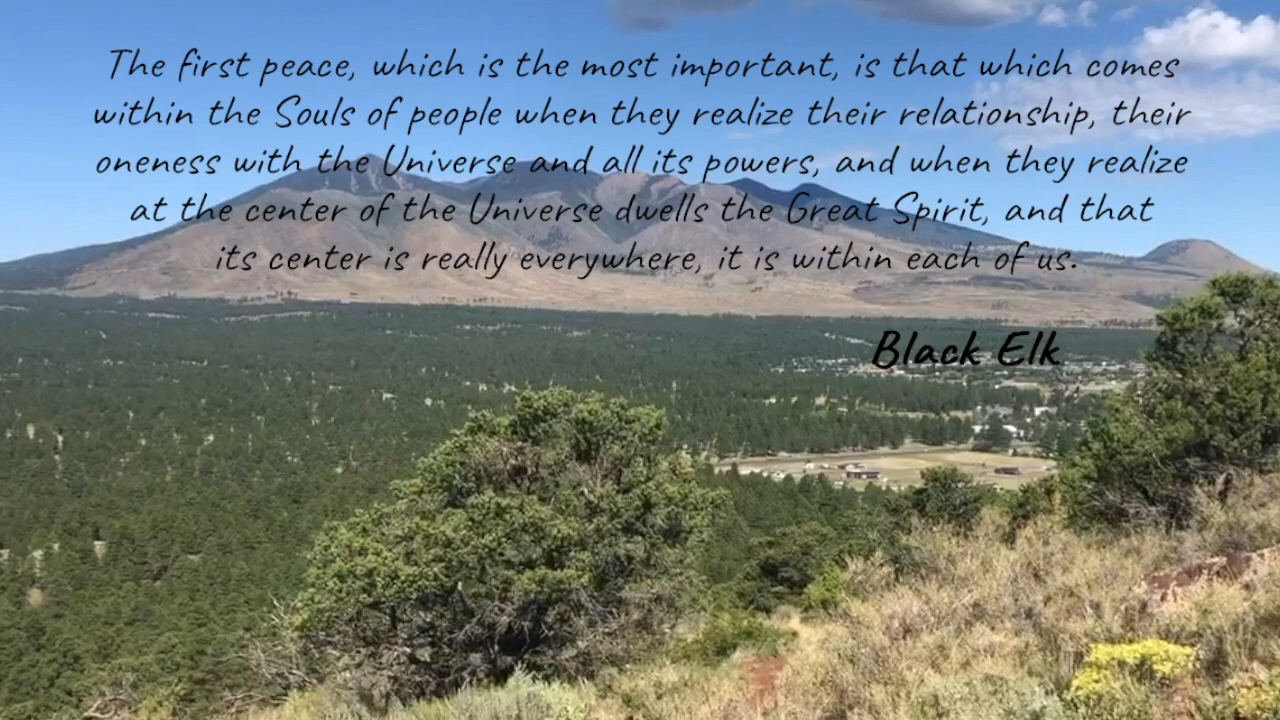 The first peace, which is the most important, is that which comes
within the Souls of people when they realize their relationship, their
oneness with the Universe and all its powers, and when they realize
at the center of the Universe dwells the Great Spirit, and that
its center is really everywhere, it is within each of us.
Black Elk